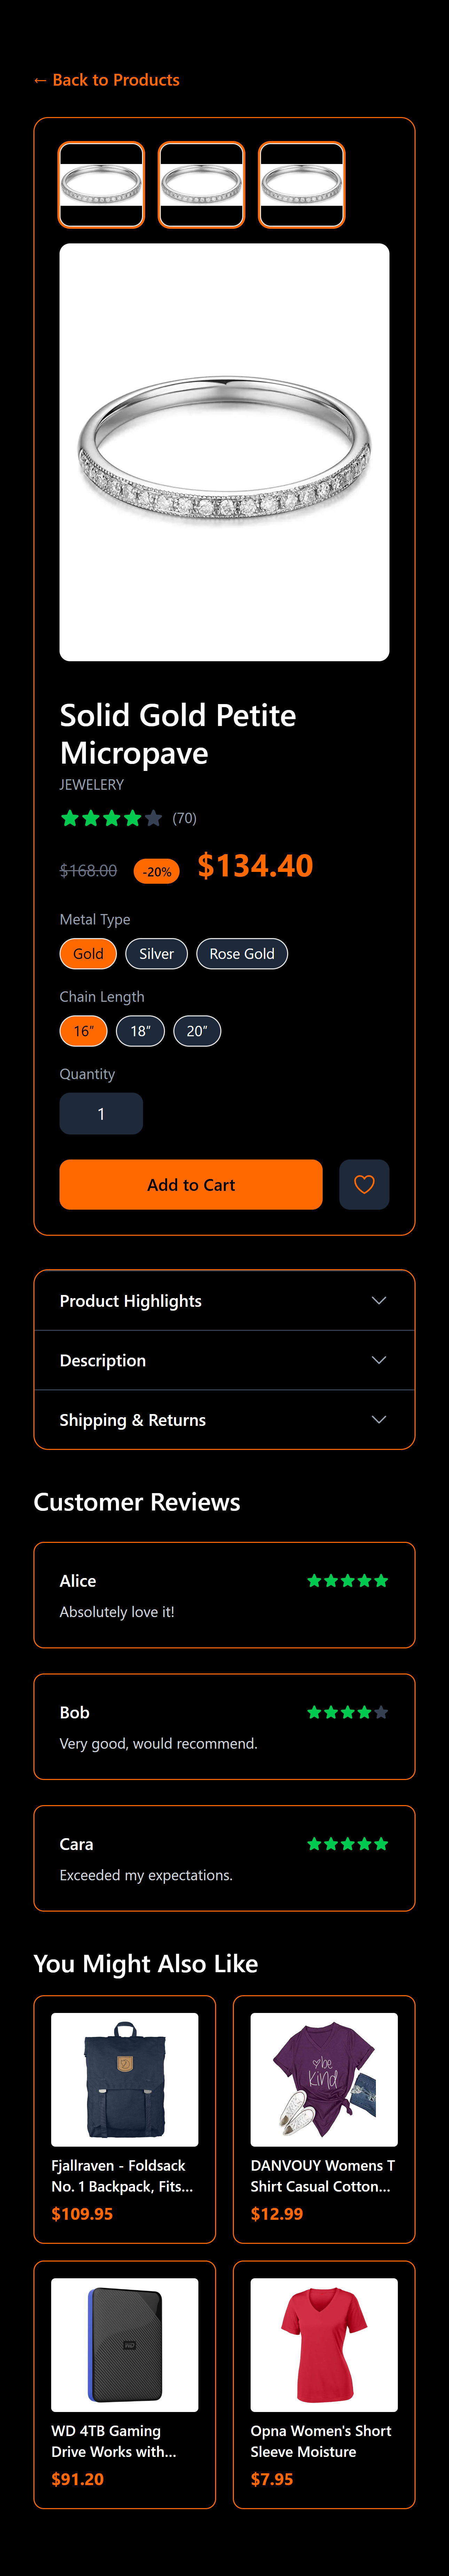 ← Back to Products
Solid Gold Petite
Micropave
JEWELERY
(70)
$168.00 -20% $134.40
Metal Type
Gold Silver Rose Gold
Chain Length
16″ 18″ 20″
Quantity
1
Add to Cart
Product Highlights
Description
Shipping & Returns
Customer Reviews
Alice
Absolutely love it!
Bob
Very good, would recommend.
Cara
Exceeded my expectations.
You Might Also Like
be
kind
Fjallraven - Foldsack
No. 1 Backpack, Fits...
$109.95
DANVOUY Womens T
Shirt Casual Cotton...
$12.99
WD
WD 4TB Gaming
Drive Works with...
$91.20
Opna Women's Short
Sleeve Moisture
$7.95